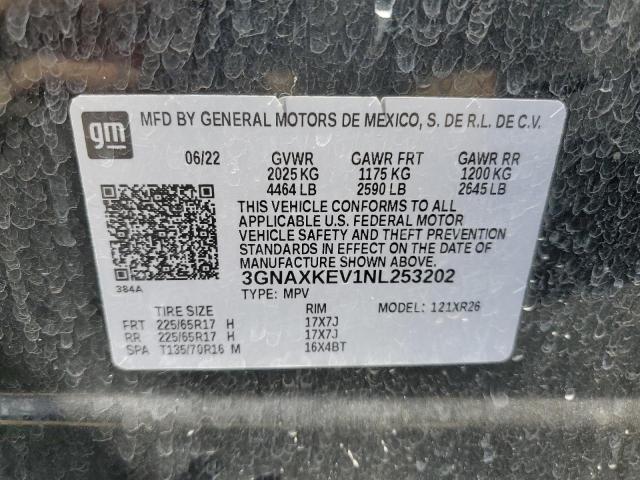 gm
MFD BY GENERAL MOTORS DE MEXICO, S. DE R.L. DE C.V.
06/22 GVWR GAWR FRT GAWR RR
2025 KG 1175 KG 1200 KG
4464 LB 2590 LB 2645 LB
THIS VEHICLE CONFORMS TO ALL
APPLICABLE U.S. FEDERAL MOTOR
VEHICLE SAFETY AND THEFT PREVENTION
STANDARDS IN EFFECT ON THE DATE OF
MANUFACTURE SHOWN ABOVE.
384A
3GNAXKEV1NL253202
TYPE: MPV
TIRE SIZE RIM MODEL: 121XR26
FRT 225/65R17 H 17X7J
RR 225/65R17 H 17X7J
SPA T135/70R16 M 16X4BT